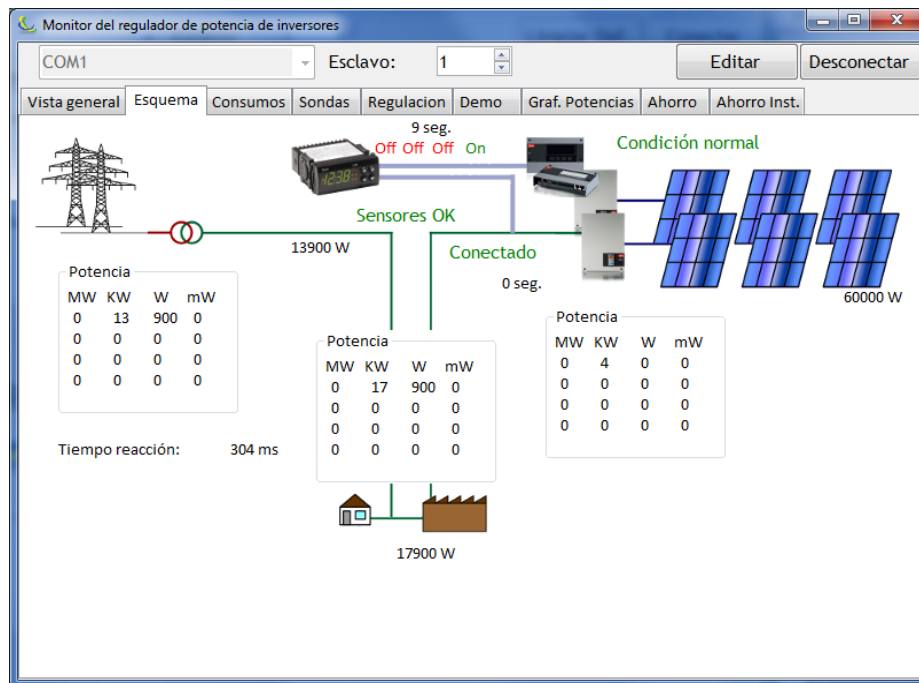 Monitor del regulador de potencia de inversores
COM1 Esclavo: 1 Editar Desconectar
Vista general Esquema Consumos Sondas Regulacion Demo Graf. Potencias Ahorro Ahorro Inst.
9 seg.
Off Off Off On
Condición normal
Sensores OK
13900 W
Conectado
0 seg.
60000 W
Potencia
MW KW W mW
0 13 900 0
0 0 0 0
0 0 0 0
0 0 0 0
Potencia
MW KW W mW
0 17 900 0
0 0 0 0
0 0 0 0
0 0 0 0
Potencia
MW KW W mW
0 4 0 0
0 0 0 0
0 0 0 0
0 0 0 0
Tiempo reacción: 304 ms
17900 W